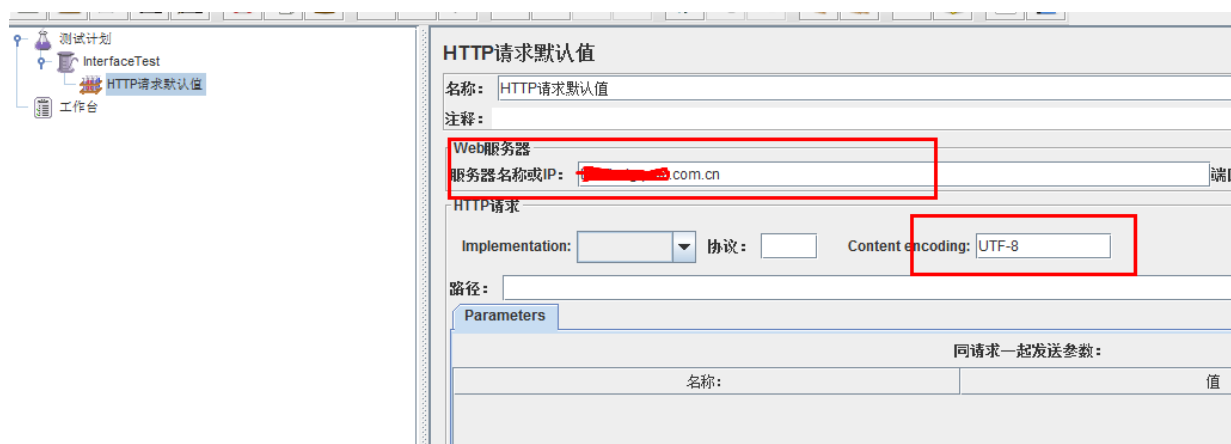 测试计划
InterfaceTest
HTTP请求默认值
工作台
HTTP请求默认值
名称： HTTP请求默认值
注释：
Web服务器
服务器名称或IP： .com.cn
HTTP请求
Implementation: 协议： Content encoding: UTF-8
路径：
Parameters
同请求一起发送参数：
名称： 值